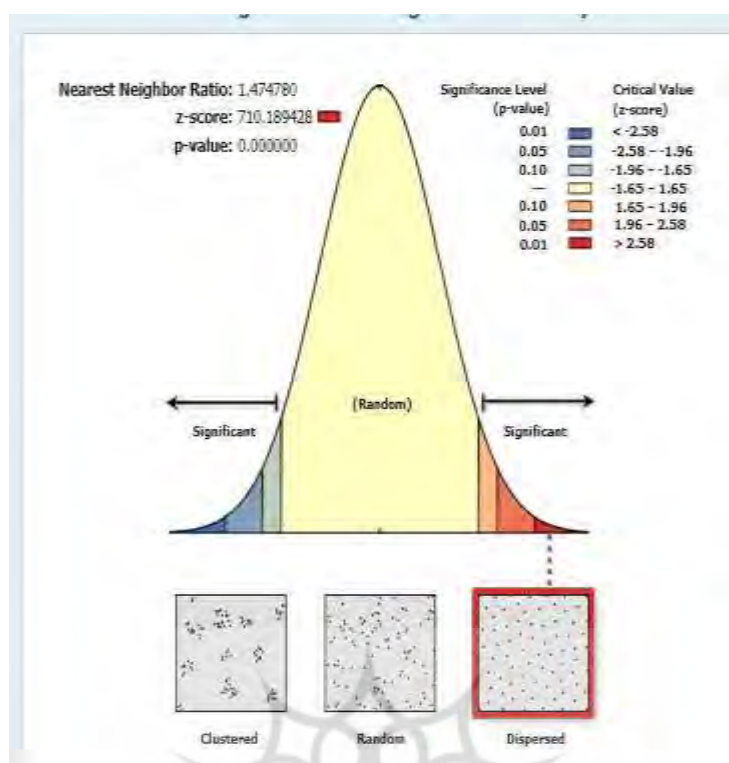 Nearest Neighbor Ratio: 1.474780
z-score: 710.189428
p-value: 0.000000
Significance Level
(p-value)
Critical Value
(z-score)
0.01 < -2.58
0.05 -2.58 - -1.96
0.10 -1.96 - -1.65
— -1.65 - 1.65
0.10 1.65 - 1.96
0.05 1.96 - 2.58
0.01 > 2.58
(Random)
Significant
Significant
Clustered
Random
Dispersed